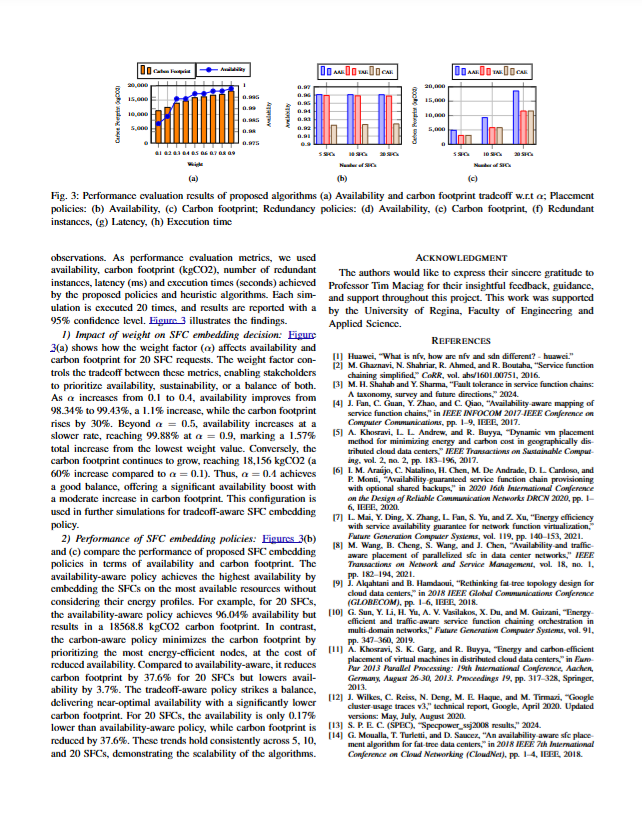 Carbon Footprint Availability
20,000
15,000
10,000
5,000
0
1
0.995
0.99
0.985
0.98
0.975
Carbon Footprint (kgCO2)
Availability
0.1 0.2 0.3 0.4 0.5 0.6 0.7 0.8 0.9
Weight
(a)
AAE TAE CAE
0.97
0.96
0.95
0.94
0.93
0.92
0.91
0.9
Availability
5 SFCs 10 SFCs 20 SFCs
Number of SFCs
(b)
AAE TAE CAE
20,000
15,000
10,000
5,000
0
Carbon Footprint (kgCO2)
5 SFCs 10 SFCs 20 SFCs
Number of SFCs
(c)
Fig. 3: Performance evaluation results of proposed algorithms (a) Availability and carbon footprint tradeoff w.r.t α; Placement
policies: (b) Availability, (c) Carbon footprint; Redundancy policies: (d) Availability, (e) Carbon footprint, (f) Redundant
instances, (g) Latency, (h) Execution time
observations. As performance evaluation metrics, we used
availability, carbon footprint (kgCO2), number of redundant
instances, latency (ms) and execution times (seconds) achieved
by the proposed policies and heuristic algorithms. Each sim-
ulation is executed 20 times, and results are reported with a
95% confidence level. Figure 3 illustrates the findings.
1) Impact of weight on SFC embedding decision: Figure
3(a) shows how the weight factor (α) affects availability and
carbon footprint for 20 SFC requests. The weight factor con-
trols the tradeoff between these metrics, enabling stakeholders
to prioritize availability, sustainability, or a balance of both.
As α increases from 0.1 to 0.4, availability improves from
98.34% to 99.43%, a 1.1% increase, while the carbon footprint
rises by 30%. Beyond α = 0.5, availability increases at a
slower rate, reaching 99.88% at α = 0.9, marking a 1.57%
total increase from the lowest weight value. Conversely, the
carbon footprint continues to grow, reaching 18,156 kgCO2 (a
60% increase compared to α = 0.1). Thus, α = 0.4 achieves
a good balance, offering a significant availability boost with
a moderate increase in carbon footprint. This configuration is
used in further simulations for tradeoff-aware SFC embedding
policy.
2) Performance of SFC embedding policies: Figures 3(b)
and (c) compare the performance of proposed SFC embedding
policies in terms of availability and carbon footprint. The
availability-aware policy achieves the highest availability by
embedding the SFCs on the most available resources without
considering their energy profiles. For example, for 20 SFCs,
the availability-aware policy achieves 96.04% availability but
results in a 18568.8 kgCO2 carbon footprint. In contrast,
the carbon-aware policy minimizes the carbon footprint by
prioritizing the most energy-efficient nodes, at the cost of
reduced availability. Compared to availability-aware, it reduces
carbon footprint by 37.6% for 20 SFCs but lowers avail-
ability by 3.7%. The tradeoff-aware policy strikes a balance,
delivering near-optimal availability with a significantly lower
carbon footprint. For 20 SFCs, the availability is only 0.17%
lower than availability-aware policy, while carbon footprint is
reduced by 37.6%. These trends hold consistently across 5, 10,
and 20 SFCs, demonstrating the scalability of the algorithms.
ACKNOWLEDGMENT
The authors would like to express their sincere gratitude to
Professor Tim Maciag for their insightful feedback, guidance,
and support throughout this project. This work was supported
by the University of Regina, Faculty of Engineering and
Applied Science.
REFERENCES
[1] Huawei, “What is nfv, how are nfv and sdn different? - huawei.”
[2] M. Ghaznavi, N. Shahriar, R. Ahmed, and R. Boutaba, “Service function
chaining simplified,” CoRR, vol. abs/1601.00751, 2016.
[3] M. H. Shahab and Y. Sharma, “Fault tolerance in service function chains:
A taxonomy, survey and future directions,” 2024.
[4] J. Fan, C. Guan, Y. Zhao, and C. Qiao, “Availability-aware mapping of
service function chains,” in IEEE INFOCOM 2017-IEEE Conference on
Computer Communications, pp. 1–9, IEEE, 2017.
[5] A. Khosravi, L. L. Andrew, and R. Buyya, “Dynamic vm placement
method for minimizing energy and carbon cost in geographically dis-
tributed cloud data centers,” IEEE Transactions on Sustainable Comput-
ing, vol. 2, no. 2, pp. 183–196, 2017.
[6] I. M. Araújo, C. Natalino, H. Chen, M. De Andrade, D. L. Cardoso, and
P. Monti, “Availability-guaranteed service function chain provisioning
with optional shared backups,” in 2020 16th International Conference
on the Design of Reliable Communication Networks DRCN 2020, pp. 1–
6, IEEE, 2020.
[7] L. Mai, Y. Ding, X. Zhang, L. Fan, S. Yu, and Z. Xu, “Energy efficiency
with service availability guarantee for network function virtualization,”
Future Generation Computer Systems, vol. 119, pp. 140–153, 2021.
[8] M. Wang, B. Cheng, S. Wang, and J. Chen, “Availability-and traffic-
aware placement of parallelized sfc in data center networks,” IEEE
Transactions on Network and Service Management, vol. 18, no. 1,
pp. 182–194, 2021.
[9] J. Alqahtani and B. Hamdaoui, “Rethinking fat-tree topology design for
cloud data centers,” in 2018 IEEE Global Communications Conference
(GLOBECOM), pp. 1–6, IEEE, 2018.
[10] G. Sun, Y. Li, H. Yu, A. V. Vasilakos, X. Du, and M. Guizani, “Energy-
efficient and traffic-aware service function chaining orchestration in
multi-domain networks,” Future Generation Computer Systems, vol. 91,
pp. 347–360, 2019.
[11] A. Khosravi, S. K. Garg, and R. Buyya, “Energy and carbon-efficient
placement of virtual machines in distributed cloud data centers,” in Euro-
Par 2013 Parallel Processing: 19th International Conference, Aachen,
Germany, August 26-30, 2013. Proceedings 19, pp. 317–328, Springer,
2013.
[12] J. Wilkes, C. Reiss, N. Deng, M. E. Haque, and M. Tirmazi, “Google
cluster-usage traces v3,” technical report, Google, April 2020. Updated
versions: May, July, August 2020.
[13] S. P. E. C. (SPEC), “Specpower_ssj2008 results,” 2024.
[14] G. Moualla, T. Turletti, and D. Saucez, “An availability-aware sfc place-
ment algorithm for fat-tree data centers,” in 2018 IEEE 7th International
Conference on Cloud Networking (CloudNet), pp. 1–4, IEEE, 2018.